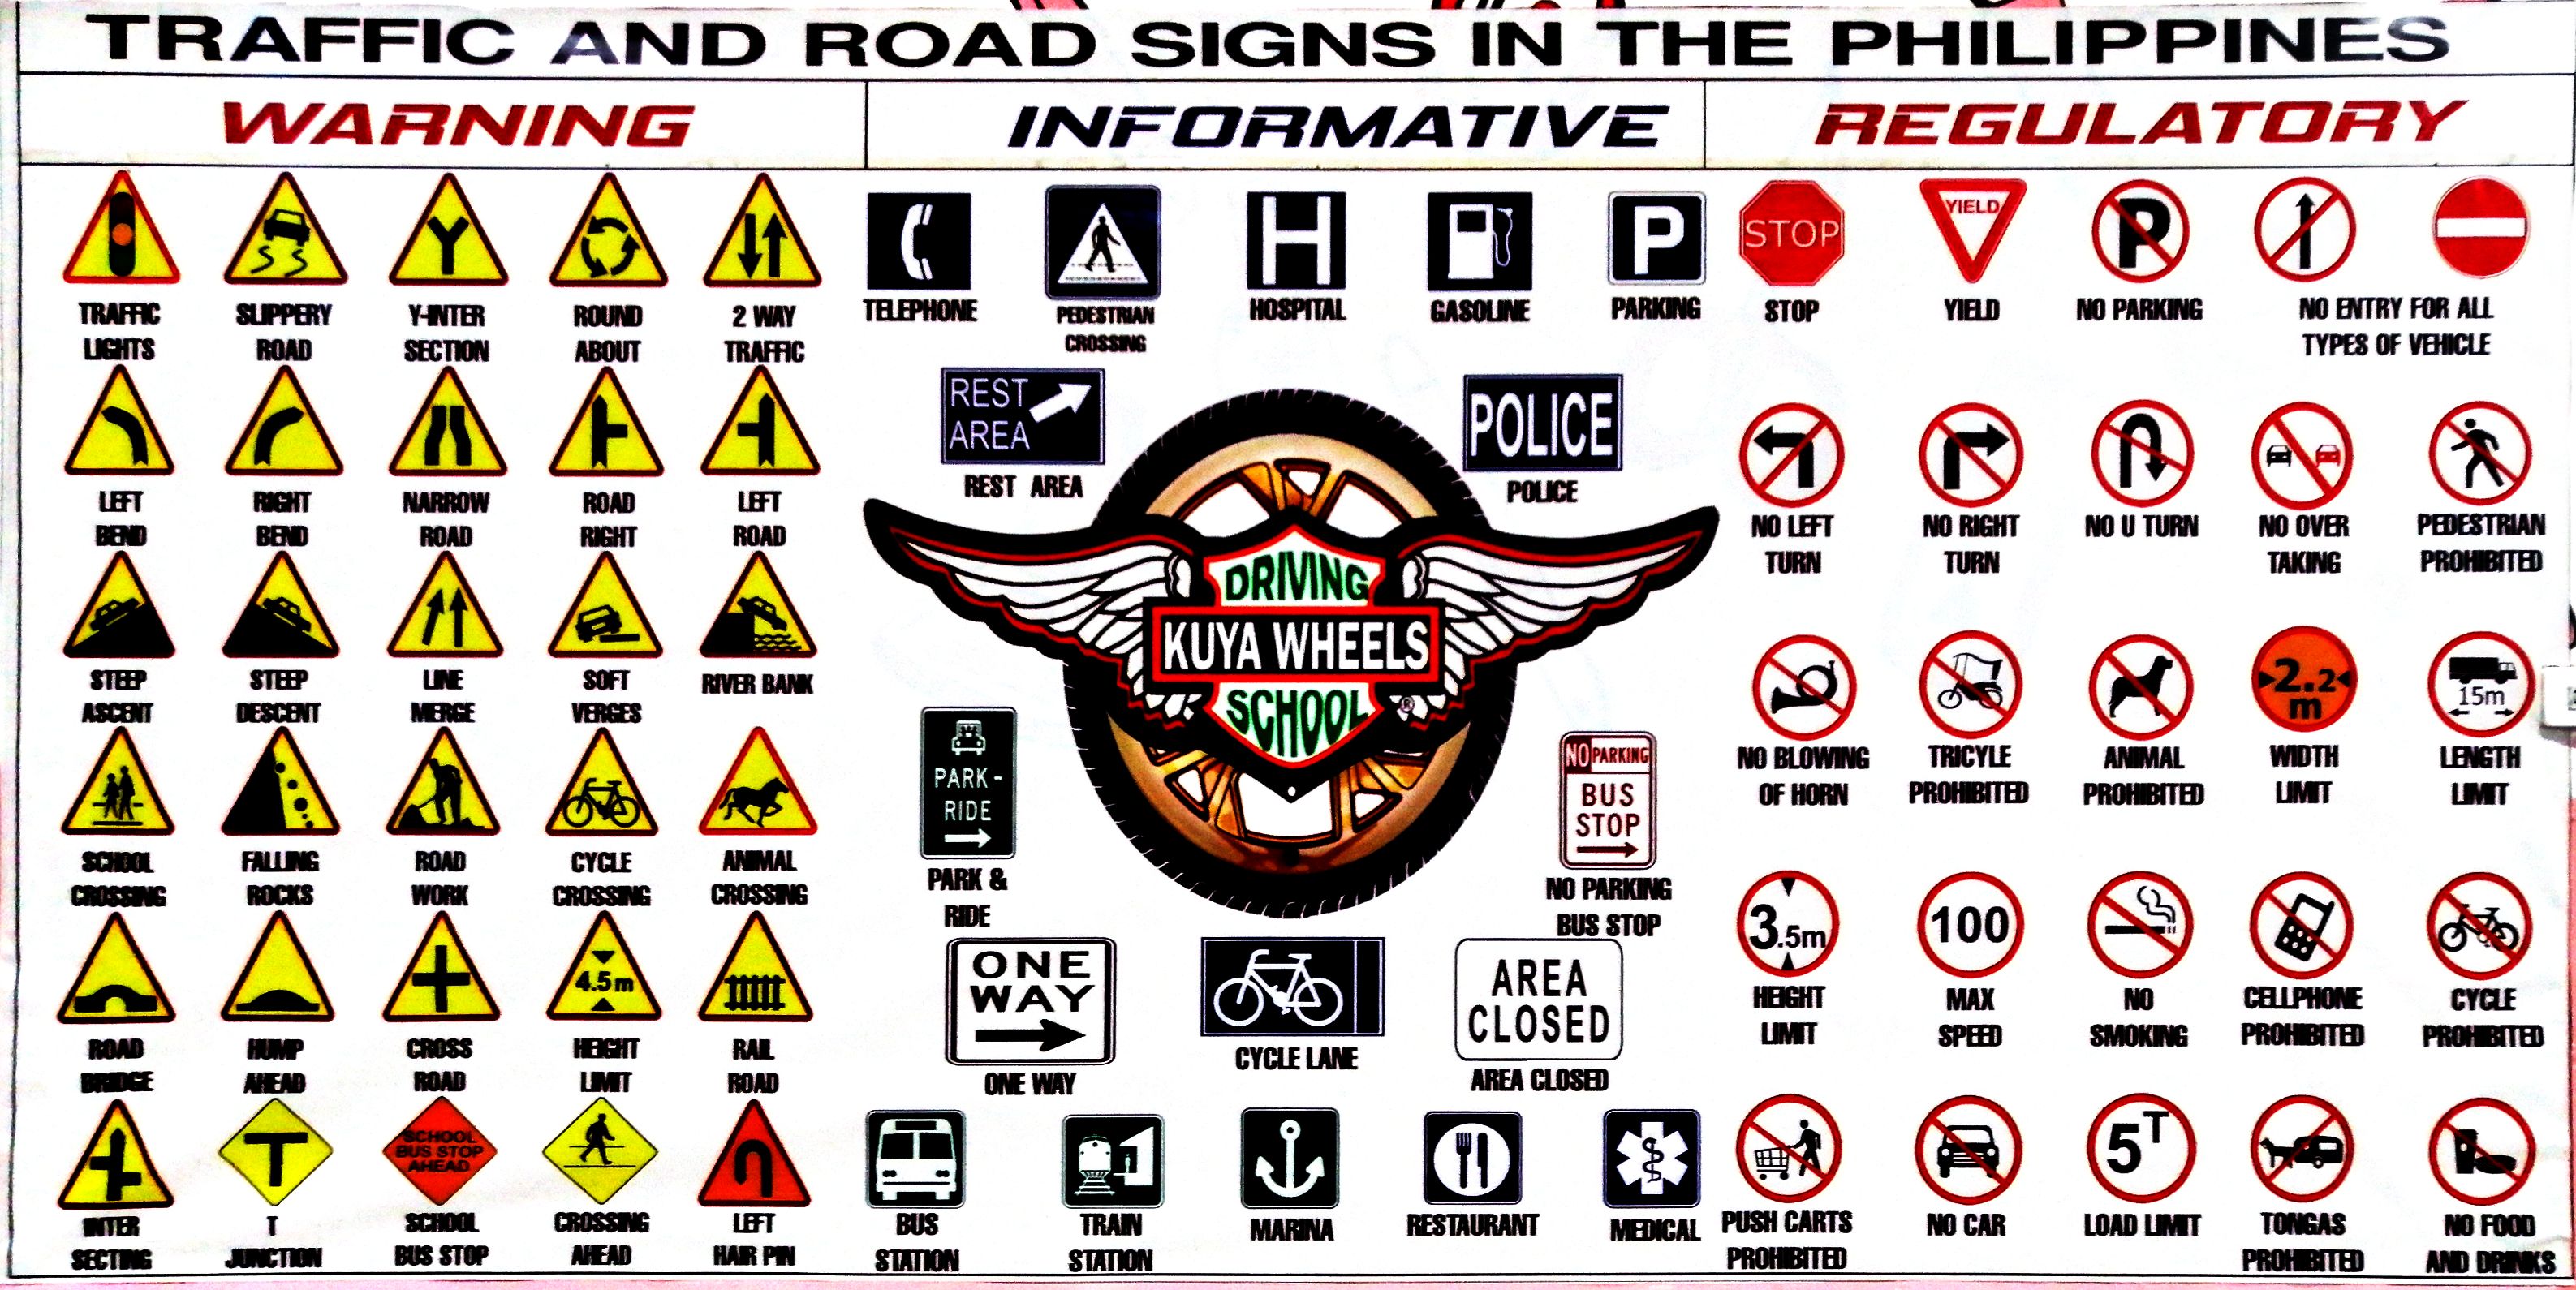 TRAFFIC AND ROAD SIGNS IN THE PHILIPPINES
WARNING
INFORMATIVE
REGULATORY
TRAFFIC
LIGHTS
SLIPPERY
ROAD
Y-INTER
SECTION
ROUND
ABOUT
2 WAY
TRAFFIC
LEFT
BEND
RIGHT
BEND
NARROW
ROAD
ROAD
RIGHT
LEFT
ROAD
STEEP
ASCENT
STEEP
DESCENT
LINE
MERGE
SOFT
VERGES
RIVER BANK
SCHOOL
CROSSING
FALLING
ROCKS
ROAD
WORK
CYCLE
CROSSING
ANIMAL
CROSSING
ROAD
BRIDGE
HUMP
AHEAD
CROSS
ROAD
4.5m
HEIGHT
LIMIT
RAIL
ROAD
INTER
SECTING
T
JUNCTION
SCHOOL
BUS STOP
AHEAD
SCHOOL
BUS STOP
CROSSING
AHEAD
LEFT
HAIR PIN
TELEPHONE
PEDESTRIAN
CROSSING
H
HOSPITAL
GASOLINE
P
PARKING
REST
AREA
REST AREA
POLICE
POLICE
DRIVING
KUYA WHEELS
SCHOOL
®
PARK-
RIDE
PARK &
RIDE
NO PARKING
BUS
STOP
NO PARKING
BUS STOP
ONE
WAY
ONE WAY
CYCLE LANE
AREA
CLOSED
AREA CLOSED
BUS
STATION
TRAIN
STATION
MARINA
RESTAURANT
MEDICAL
STOP
STOP
YIELD
YIELD
P
NO PARKING
NO ENTRY FOR ALL
TYPES OF VEHICLE
NO LEFT
TURN
NO RIGHT
TURN
NO U TURN
NO OVER
TAKING
PEDESTRIAN
PROHIBITED
NO BLOWING
OF HORN
TRICYLE
PROHIBITED
ANIMAL
PROHIBITED
2.2
m
WIDTH
LIMIT
15m
LENGTH
LIMIT
3.5m
HEIGHT
LIMIT
100
MAX
SPEED
NO
SMOKING
CELLPHONE
PROHIBITED
CYCLE
PROHIBITED
PUSH CARTS
PROHIBITED
NO CAR
5T
LOAD LIMIT
TONGAS
PROHIBITED
NO FOOD
AND DRINKS